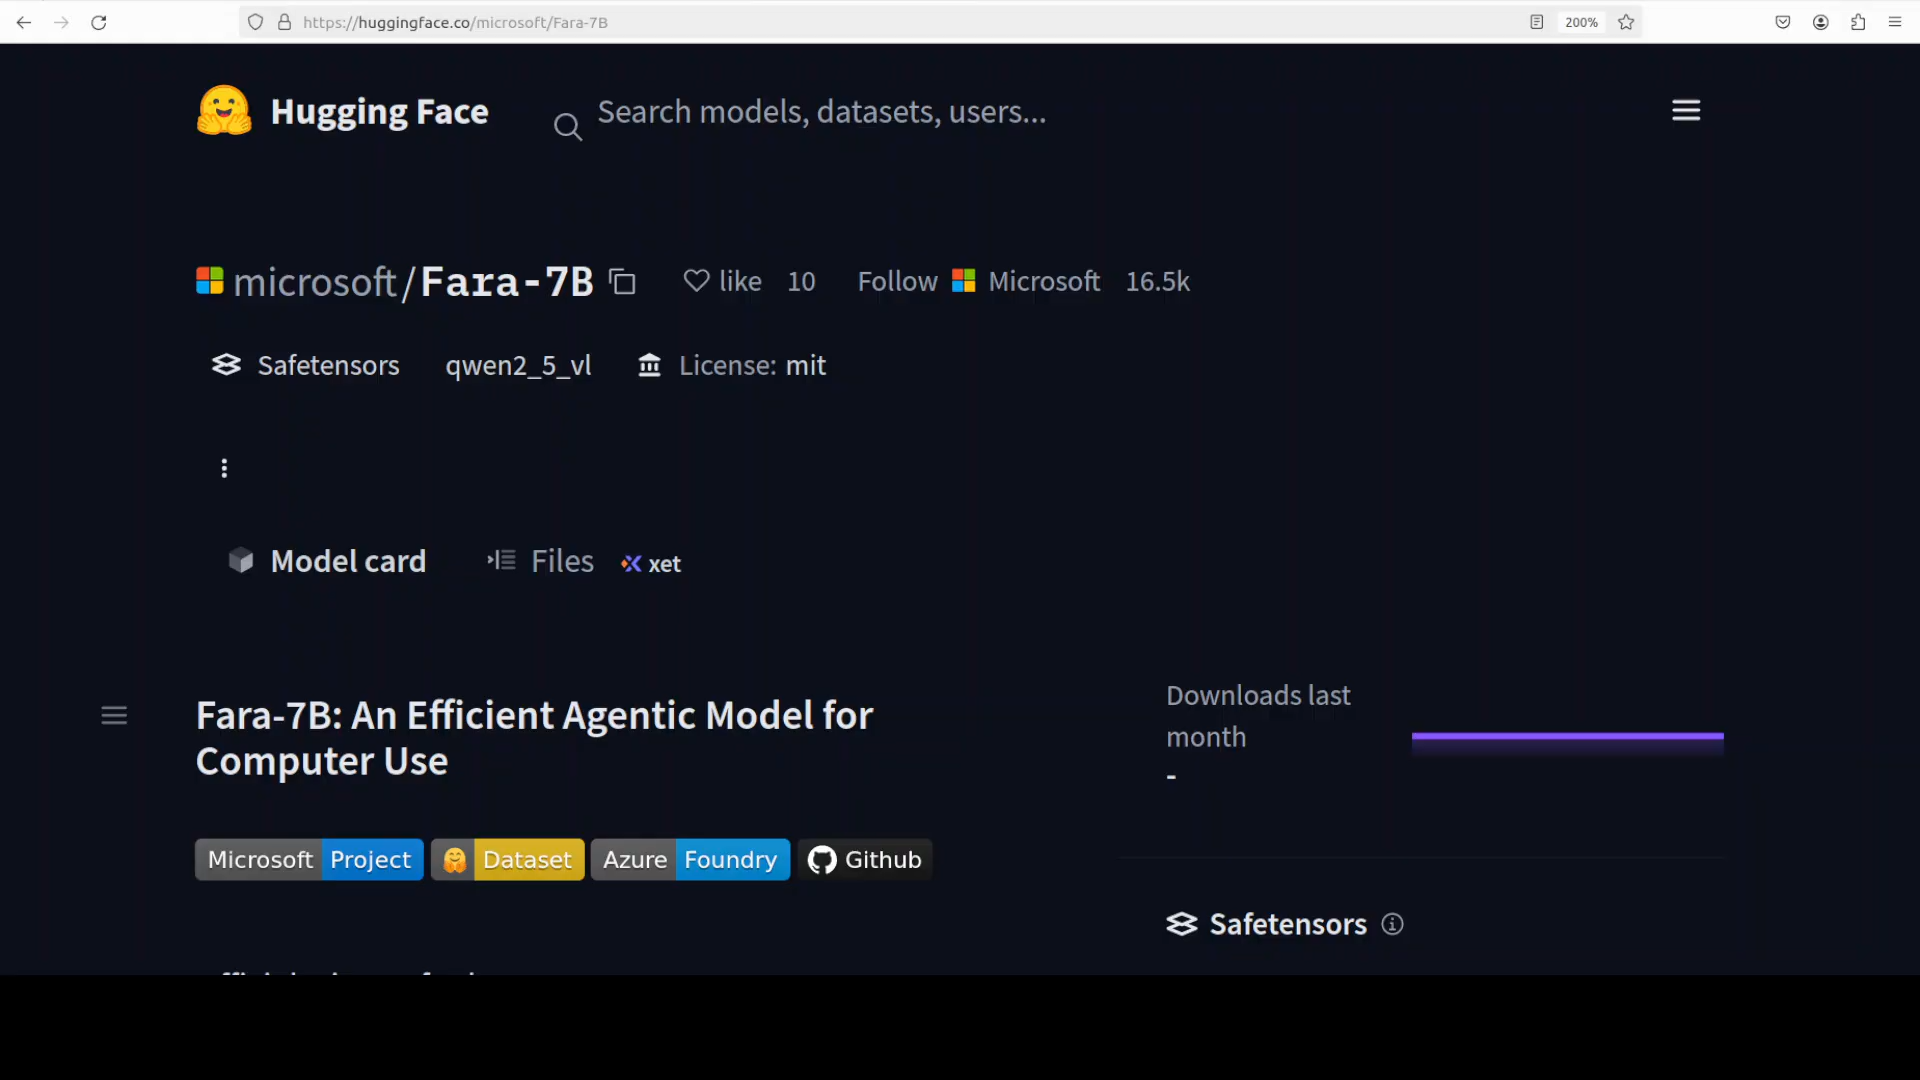 https://huggingface.co/microsoft/Fara-7B
200%
Hugging Face
Search models, datasets, users...
microsoft/Fara-7B
like 10
Follow Microsoft 16.5k
Safetensors
qwen2_5_vl
License: mit
Model card
Files
xet
Fara-7B: An Efficient Agentic Model for
Computer Use
Microsoft Project
Dataset
Azure Foundry
Github
Downloads last
month
-
Safetensors